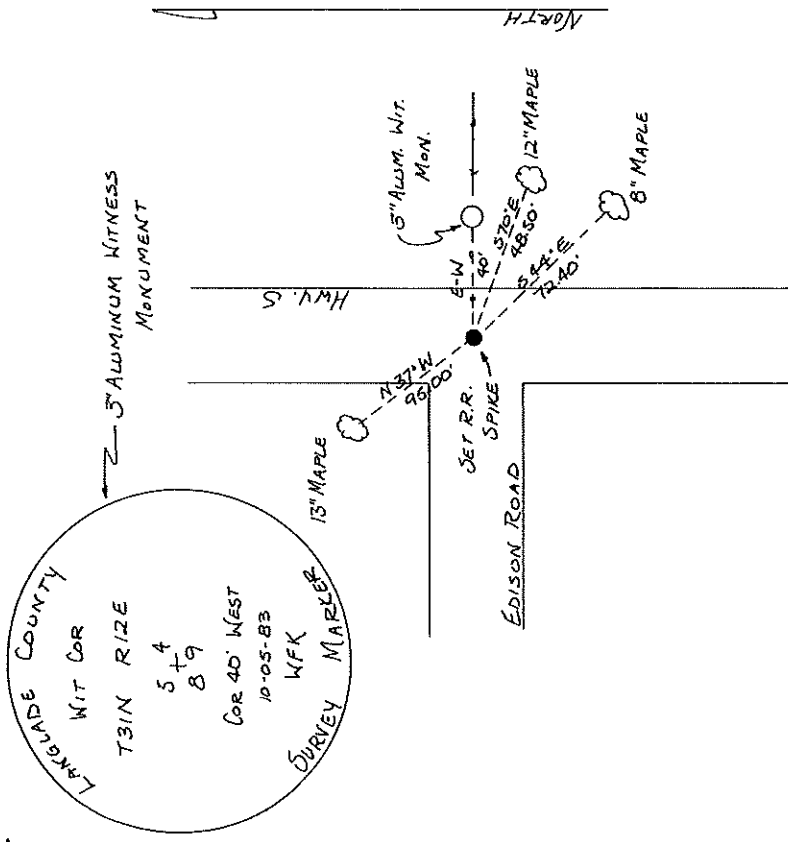 NORTH
3" ALUMINUM WITNESS
MONUMENT
LANGLADE COUNTY
WIT COR
T31N R12E
5 + 4
8 9
COR 40' WEST
10-05-83
WFK
SURVEY MARKER
13" MAPLE
N 37° W
95.00'
HWY. S
3" ALUM. WIT.
MON.
E-W
40'
S70°E
48.50'
12" MAPLE
S44°E
72.40'
8" MAPLE
SET R.R.
SPIKE
EDISON ROAD